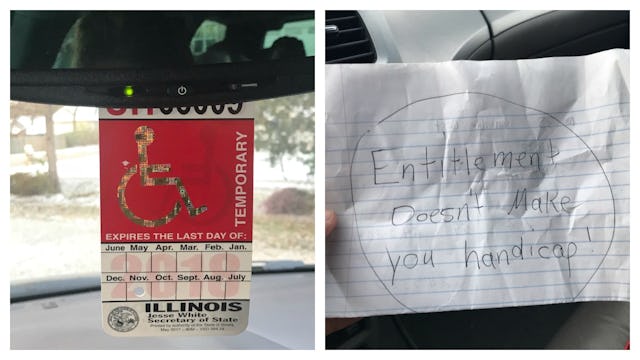 TEMPORARY
EXPIRES THE LAST DAY OF:
June May Apr. Mar. Feb. Jan.
2018
Dec. Nov. Oct. Sept. Aug. July
ILLINOIS
Jesse White
Secretary of State
Entitlement
Doesn't Make
you handicap!